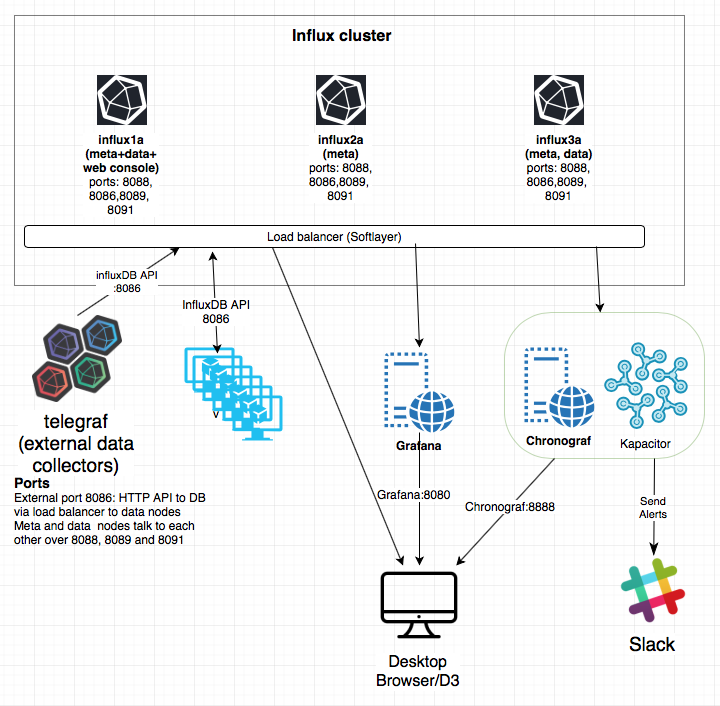 Influx cluster
influx1a
(meta+data+
web console)
ports: 8088,
8086,8089,
8091
influx2a
(meta)
ports: 8088,
8086,8089,
8091
influx3a
(meta, data)
ports: 8088,
8086,8089,
8091
Load balancer (Softlayer)
influxDB API
:8086
InfluxDB API
8086
V
telegraf
(external data
collectors)
Ports
External port 8086: HTTP API to DB
via load balancer to data nodes
Meta and data nodes talk to each
other over 8088, 8089 and 8091
Grafana
Chronograf
Kapacitor
Grafana:8080
Chronograf:8888
Send
Alerts
Desktop
Browser/D3
Slack